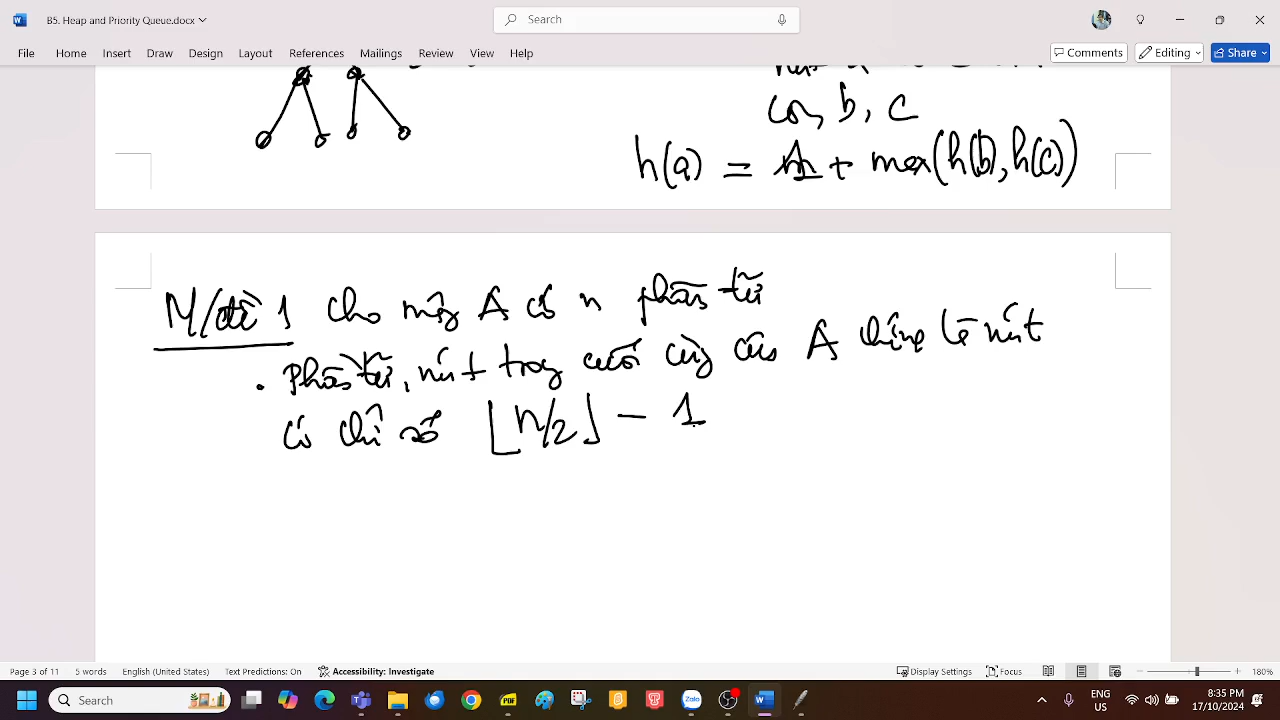 B5. Heap and Priority Queue.docx
Search
File Home Insert Draw Design Layout References Mailings Review View Help
Comments Editing Share
con b, c
h(a) = 1 + max(h(b), h(c))
M/đề 1 Cho mảng A có n phần tử
. Phần tử, nút trong cuối cùng của A chính là nút
có chỉ số ⌊n/2⌋ - 1
Page 3 of 11 5 words English (United States) Text Predictions: On Accessibility: Investigate Display Settings Focus 180%
Search
PDF
Zalo
ENG
US
8:35 PM
17/10/2024